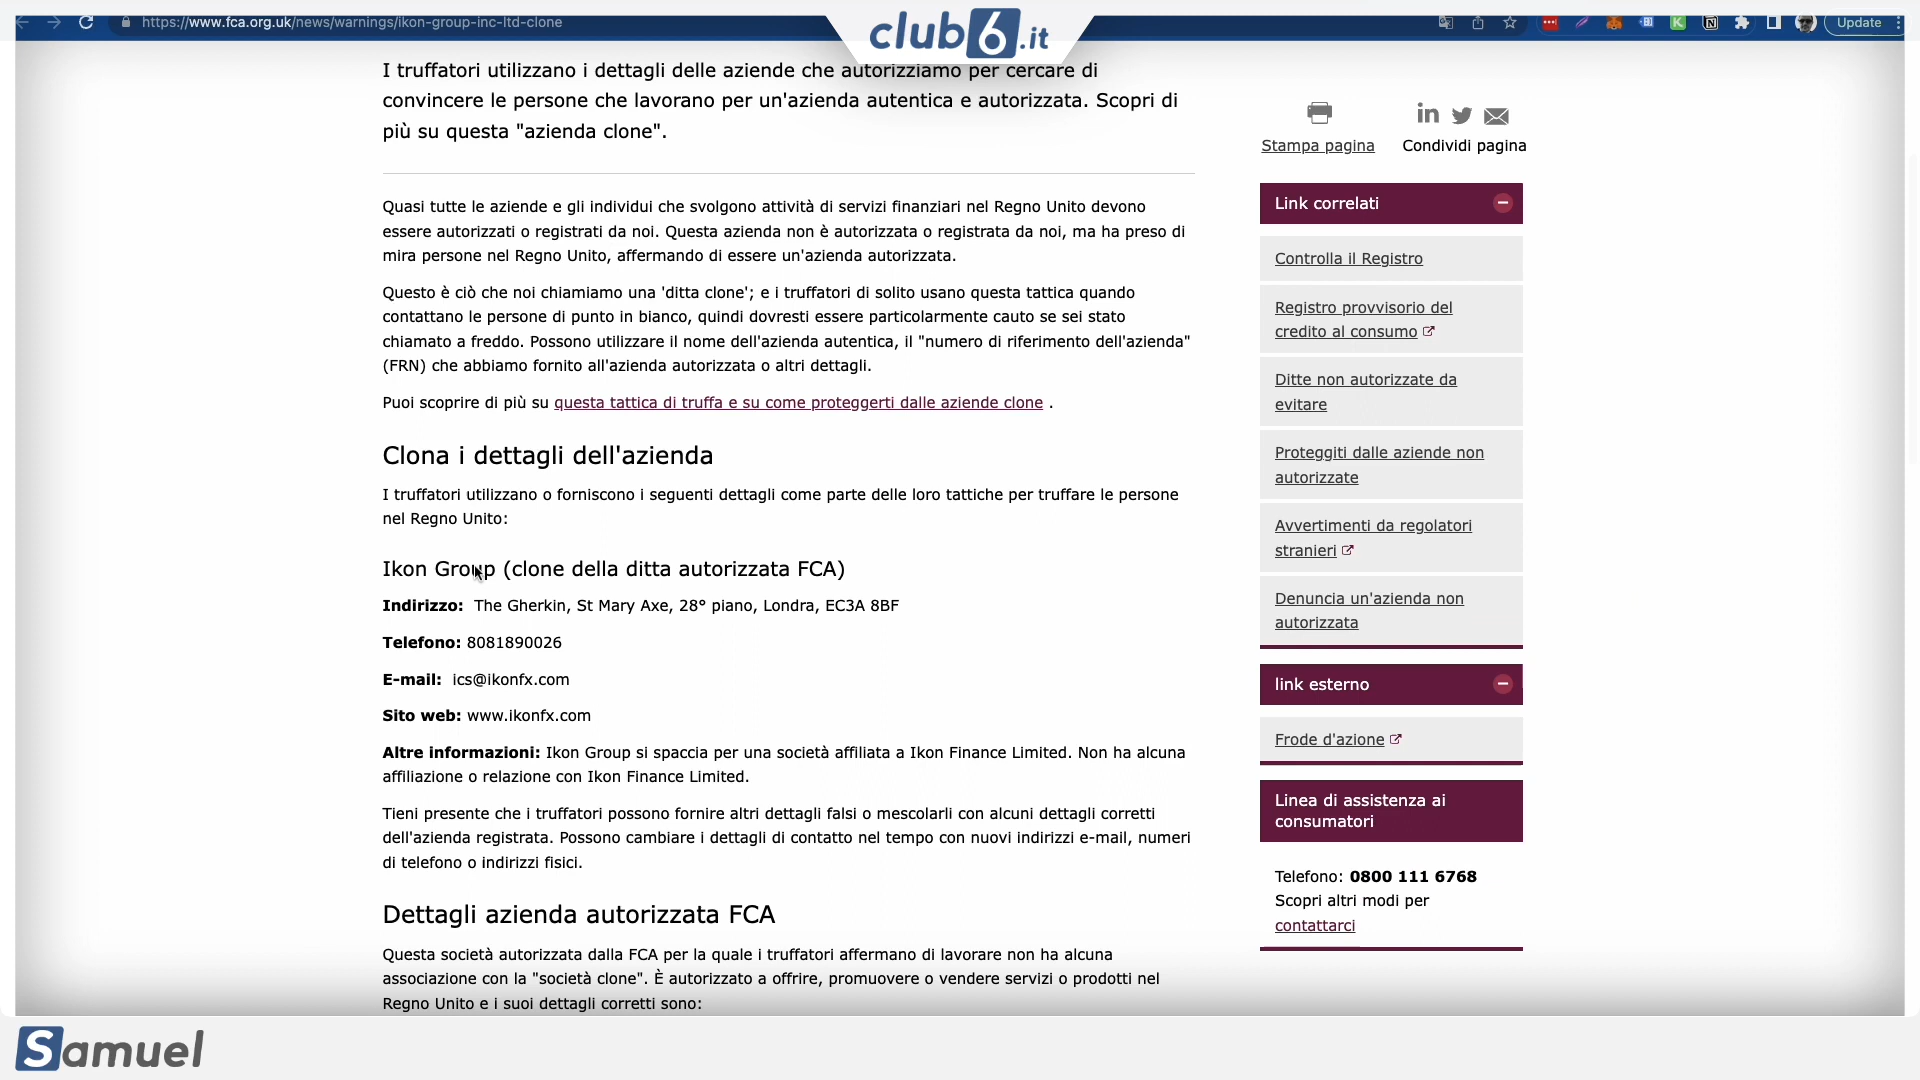 https://www.fca.org.uk/news/warnings/ikon-group-inc-ltd-clone
Update
club6.it
I truffatori utilizzano i dettagli delle aziende che autorizziamo per cercare di
convincere le persone che lavorano per un'azienda autentica e autorizzata. Scopri di
più su questa "azienda clone".
Quasi tutte le aziende e gli individui che svolgono attività di servizi finanziari nel Regno Unito devono
essere autorizzati o registrati da noi. Questa azienda non è autorizzata o registrata da noi, ma ha preso di
mira persone nel Regno Unito, affermando di essere un'azienda autorizzata.
Questo è ciò che noi chiamiamo una 'ditta clone'; e i truffatori di solito usano questa tattica quando
contattano le persone di punto in bianco, quindi dovresti essere particolarmente cauto se sei stato
chiamato a freddo. Possono utilizzare il nome dell'azienda autentica, il "numero di riferimento dell'azienda"
(FRN) che abbiamo fornito all'azienda autorizzata o altri dettagli.
Puoi scoprire di più su questa tattica di truffa e su come proteggerti dalle aziende clone .
Clona i dettagli dell'azienda
I truffatori utilizzano o forniscono i seguenti dettagli come parte delle loro tattiche per truffare le persone
nel Regno Unito:
Ikon Group (clone della ditta autorizzata FCA)
Indirizzo: The Gherkin, St Mary Axe, 28° piano, Londra, EC3A 8BF
Telefono: 8081890026
E-mail: ics@ikonfx.com
Sito web: www.ikonfx.com
Altre informazioni: Ikon Group si spaccia per una società affiliata a Ikon Finance Limited. Non ha alcuna
affiliazione o relazione con Ikon Finance Limited.
Tieni presente che i truffatori possono fornire altri dettagli falsi o mescolarli con alcuni dettagli corretti
dell'azienda registrata. Possono cambiare i dettagli di contatto nel tempo con nuovi indirizzi e-mail, numeri
di telefono o indirizzi fisici.
Dettagli azienda autorizzata FCA
Questa società autorizzata dalla FCA per la quale i truffatori affermano di lavorare non ha alcuna
associazione con la "società clone". È autorizzato a offrire, promuovere o vendere servizi o prodotti nel
Regno Unito e i suoi dettagli corretti sono:
Stampa pagina
Condividi pagina
Link correlati
Controlla il Registro
Registro provvisorio del
credito al consumo
Ditte non autorizzate da
evitare
Proteggiti dalle aziende non
autorizzate
Avvertimenti da regolatori
stranieri
Denuncia un'azienda non
autorizzata
link esterno
Frode d'azione
Linea di assistenza ai
consumatori
Telefono: 0800 111 6768
Scopri altri modi per
contattarci
Samuel